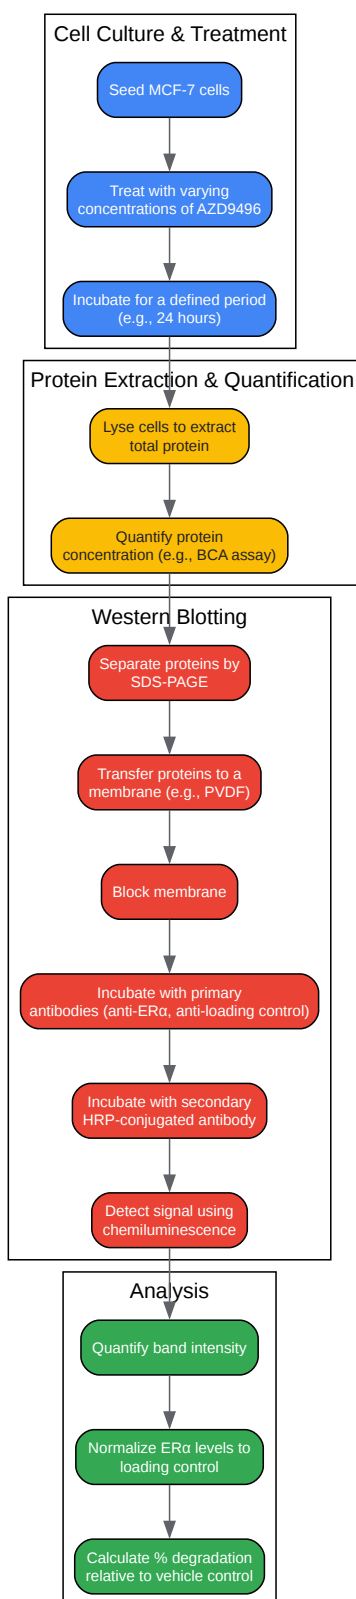 Cell Culture & Treatment
Seed MCF-7 cells
Treat with varying
concentrations of AZD9496
Incubate for a defined period
(e.g., 24 hours)
Protein Extraction & Quantification
Lyse cells to extract
total protein
Quantify protein
concentration (e.g., BCA assay)
Western Blotting
Separate proteins by
SDS-PAGE
Transfer proteins to a
membrane (e.g., PVDF)
Block membrane
Incubate with primary
antibodies (anti-ERα, anti-loading control)
Incubate with secondary
HRP-conjugated antibody
Detect signal using
chemiluminescence
Analysis
Quantify band intensity
Normalize ERα levels to
loading control
Calculate % degradation
relative to vehicle control